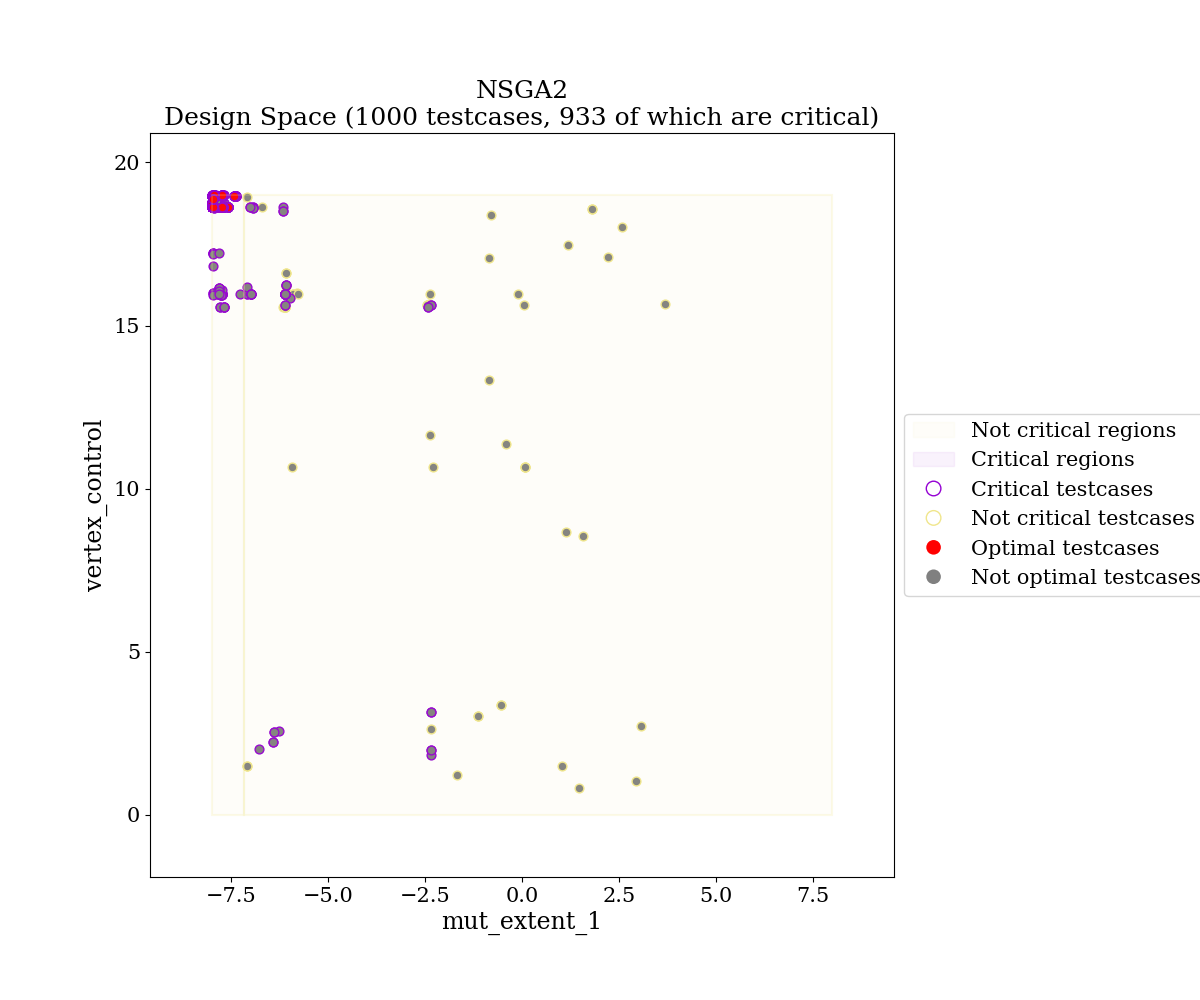 NSGA2
Design Space (1000 testcases, 933 of which are critical)
20
15
10
5
0
vertex_control
−7.5
−5.0
−2.5
0.0
2.5
5.0
7.5
mut_extent_1
Not critical regions
Critical regions
Critical testcases
Not critical testcases
Optimal testcases
Not optimal testcases